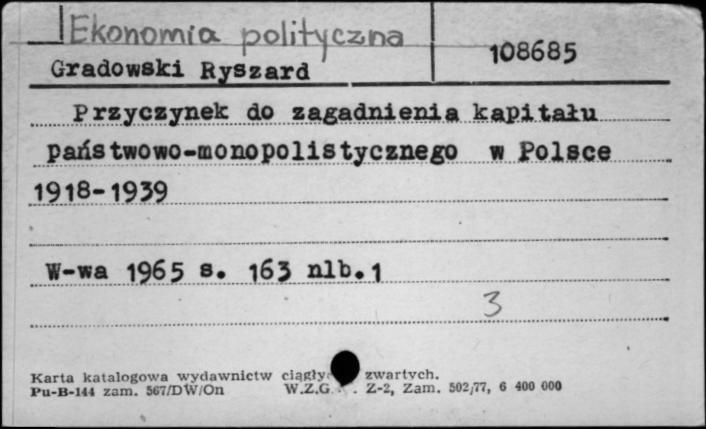 Ekonomia polityczna
108685
Gradowski Ryszard
Przyczynek do zagadnienia kapitału
państwowo-monopolistycznego w Polsce
1918-1939
W-wa 1965 s. 163 nlb.1
3
Karta katalogowa wydawnictw zwartych.
Pu-B-144 zam. 567/DW/On W.Z.G. Z-2, Zam. 502/77, 6 400 000